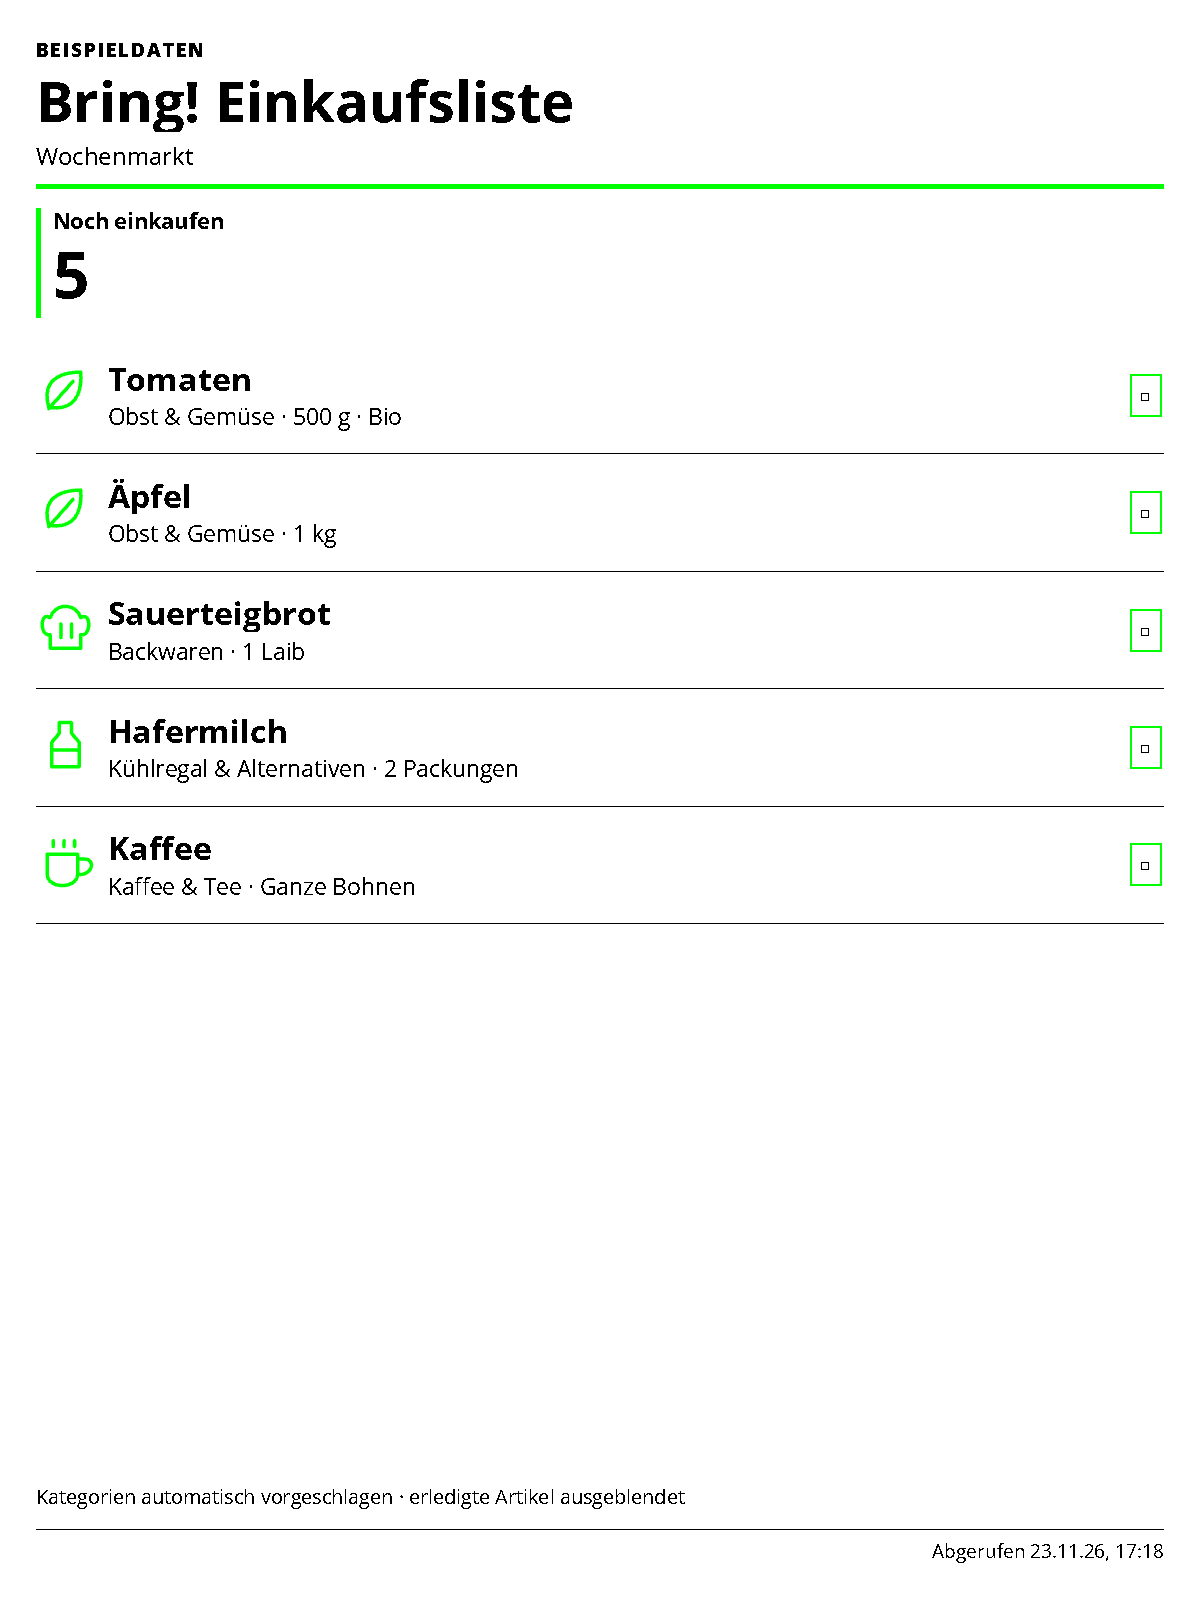 BEISPIELDATEN
Bring! Einkaufsliste
Wochenmarkt
Noch einkaufen
5
Tomaten
Obst & Gemüse · 500 g · Bio
Äpfel
Obst & Gemüse · 1 kg
Sauerteigbrot
Backwaren · 1 Laib
Hafermilch
Kühlregal & Alternativen · 2 Packungen
Kaffee
Kaffee & Tee · Ganze Bohnen
Kategorien automatisch vorgeschlagen · erledigte Artikel ausgeblendet
Abgerufen 23.11.26, 17:18